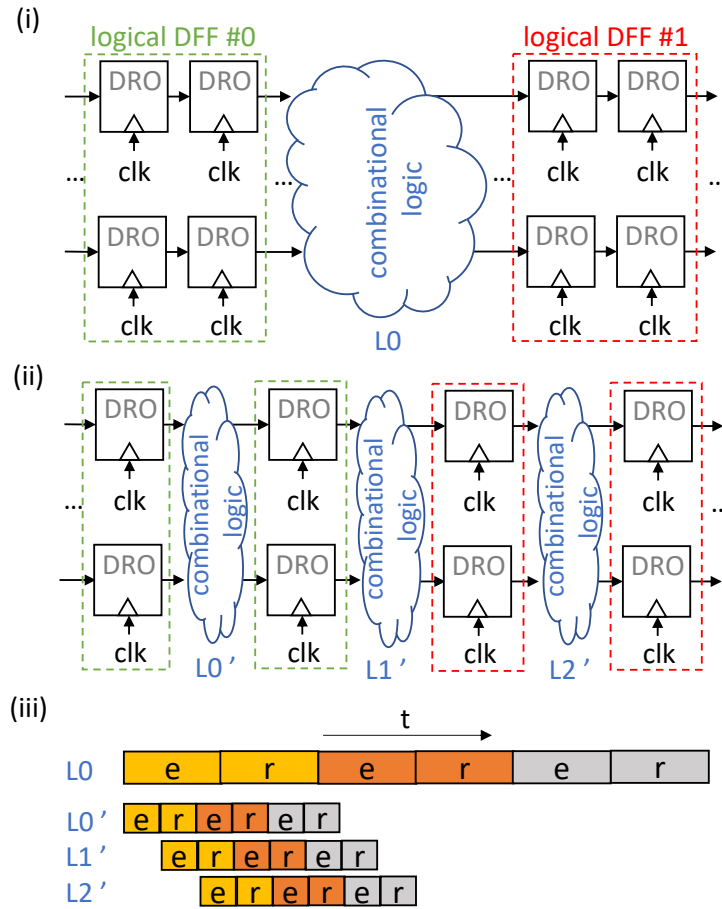 (i)
logical DFF #0
logical DFF #1
DRO DRO DRO DRO
clk clk clk clk
... ... ... ..
combinational
logic
DRO DRO DRO DRO
clk clk clk clk
L0
(ii)
DRO DRO DRO DRO
clk clk clk clk
... ..
combinational
logic
combinational
logic
combinational
logic
DRO DRO DRO DRO
clk clk clk clk
L0' L1' L2'
(iii)
t
L0 e r e r e r
L0' e r e r e r
L1' e r e r e r
L2' e r e r e r